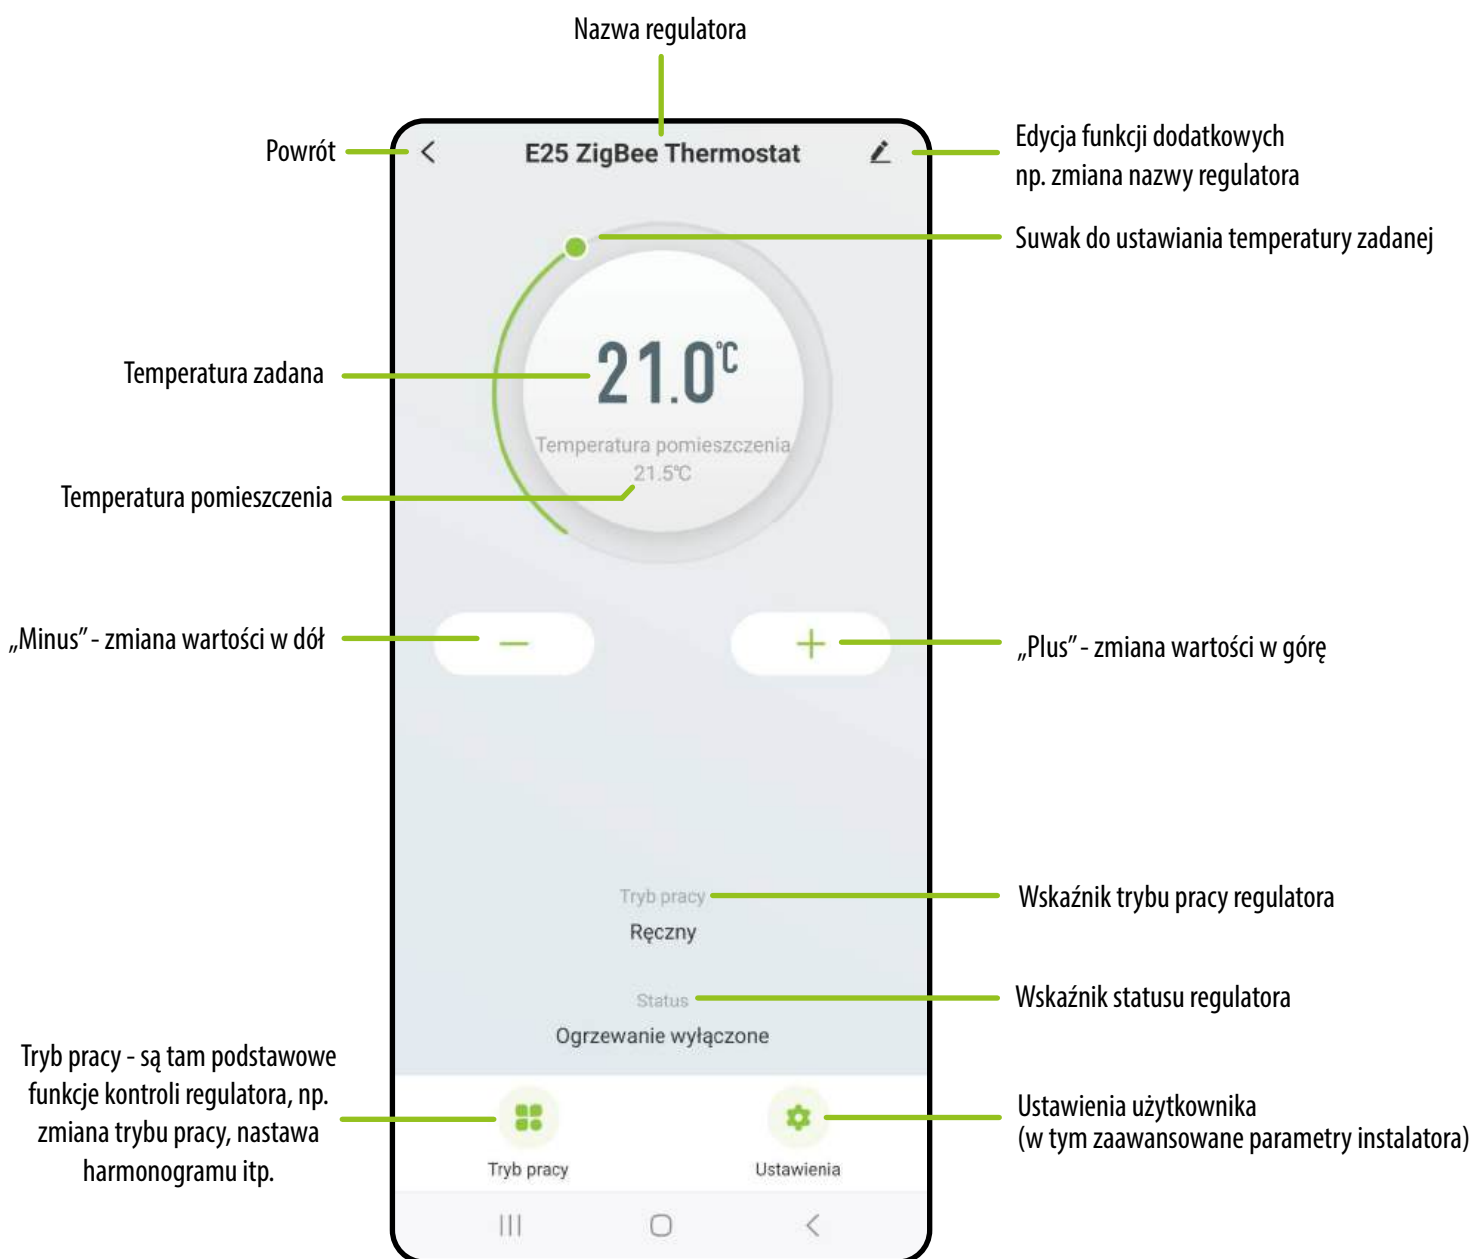 Nazwa regulatora
Powrót
E25 ZigBee Thermostat
Edycja funkcji dodatkowych
np. zmiana nazwy regulatora
Suwak do ustawiania temperatury zadanej
Temperatura zadana
21.0°C
Temperatura pomieszczenia
21.5°C
Temperatura pomieszczenia
„Minus” - zmiana wartości w dół
„Plus” - zmiana wartości w górę
Tryb pracy
Ręczny
Wskaźnik trybu pracy regulatora
Status
Ogrzewanie wyłączone
Wskaźnik statusu regulatora
Tryb pracy - są tam podstawowe
funkcje kontroli regulatora, np.
zmiana trybu pracy, nastawa
harmonogramu itp.
Tryb pracy
Ustawienia
Ustawienia użytkownika
(w tym zaawansowane parametry instalatora)